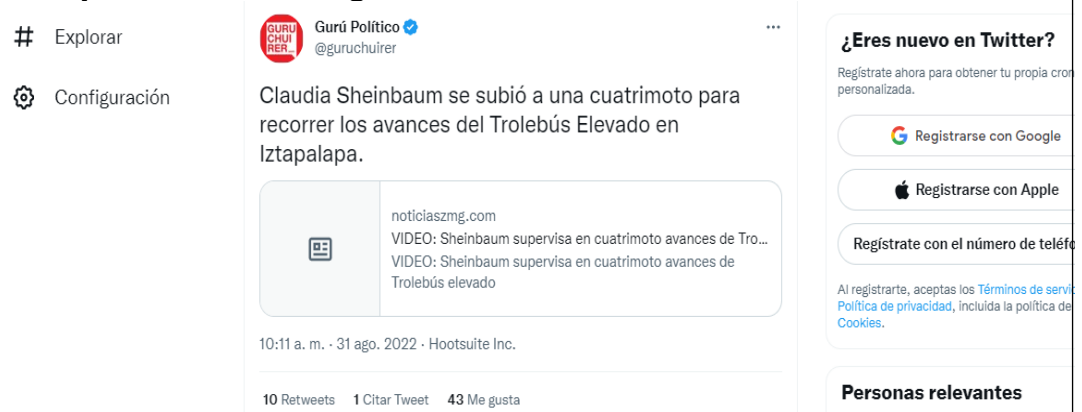 Explorar
Configuración
GURU
CHUI
RER_
Gurú Político
@guruchuirer
Claudia Sheinbaum se subió a una cuatrimoto para
recorrer los avances del Trolebús Elevado en
Iztapalapa.
noticiaszmg.com
VIDEO: Sheinbaum supervisa en cuatrimoto avances de Tro...
VIDEO: Sheinbaum supervisa en cuatrimoto avances de
Trolebús elevado
10:11 a. m. · 31 ago. 2022 · Hootsuite Inc.
10 Retweets 1 Citar Tweet 43 Me gusta
¿Eres nuevo en Twitter?
Regístrate ahora para obtener tu propia cron
personalizada.
Registrarse con Google
Registrarse con Apple
Regístrate con el número de teléfo
Al registrarte, aceptas los Términos de servic
Política de privacidad, incluida la política de
Cookies.
Personas relevantes